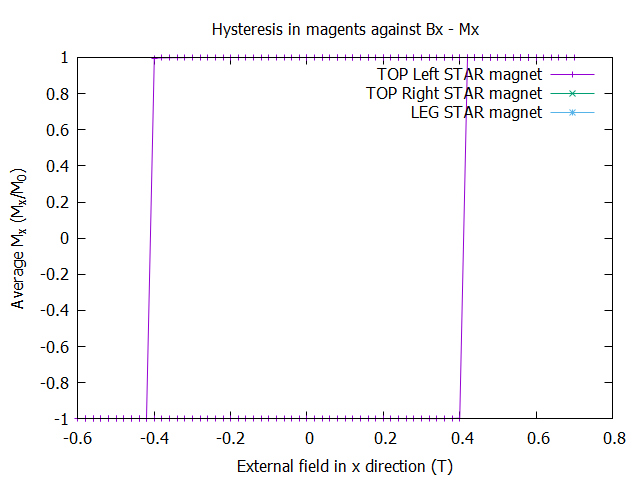 Hysteresis in magents against Bx - Mx
TOP Left STAR magnet
TOP Right STAR magnet
LEG STAR magnet
1
0.8
0.6
0.4
0.2
0
-0.2
-0.4
-0.6
-0.8
-1
Average Mx (Mx/M0)
-0.6 -0.4 -0.2 0 0.2 0.4 0.6 0.8
External field in x direction (T)